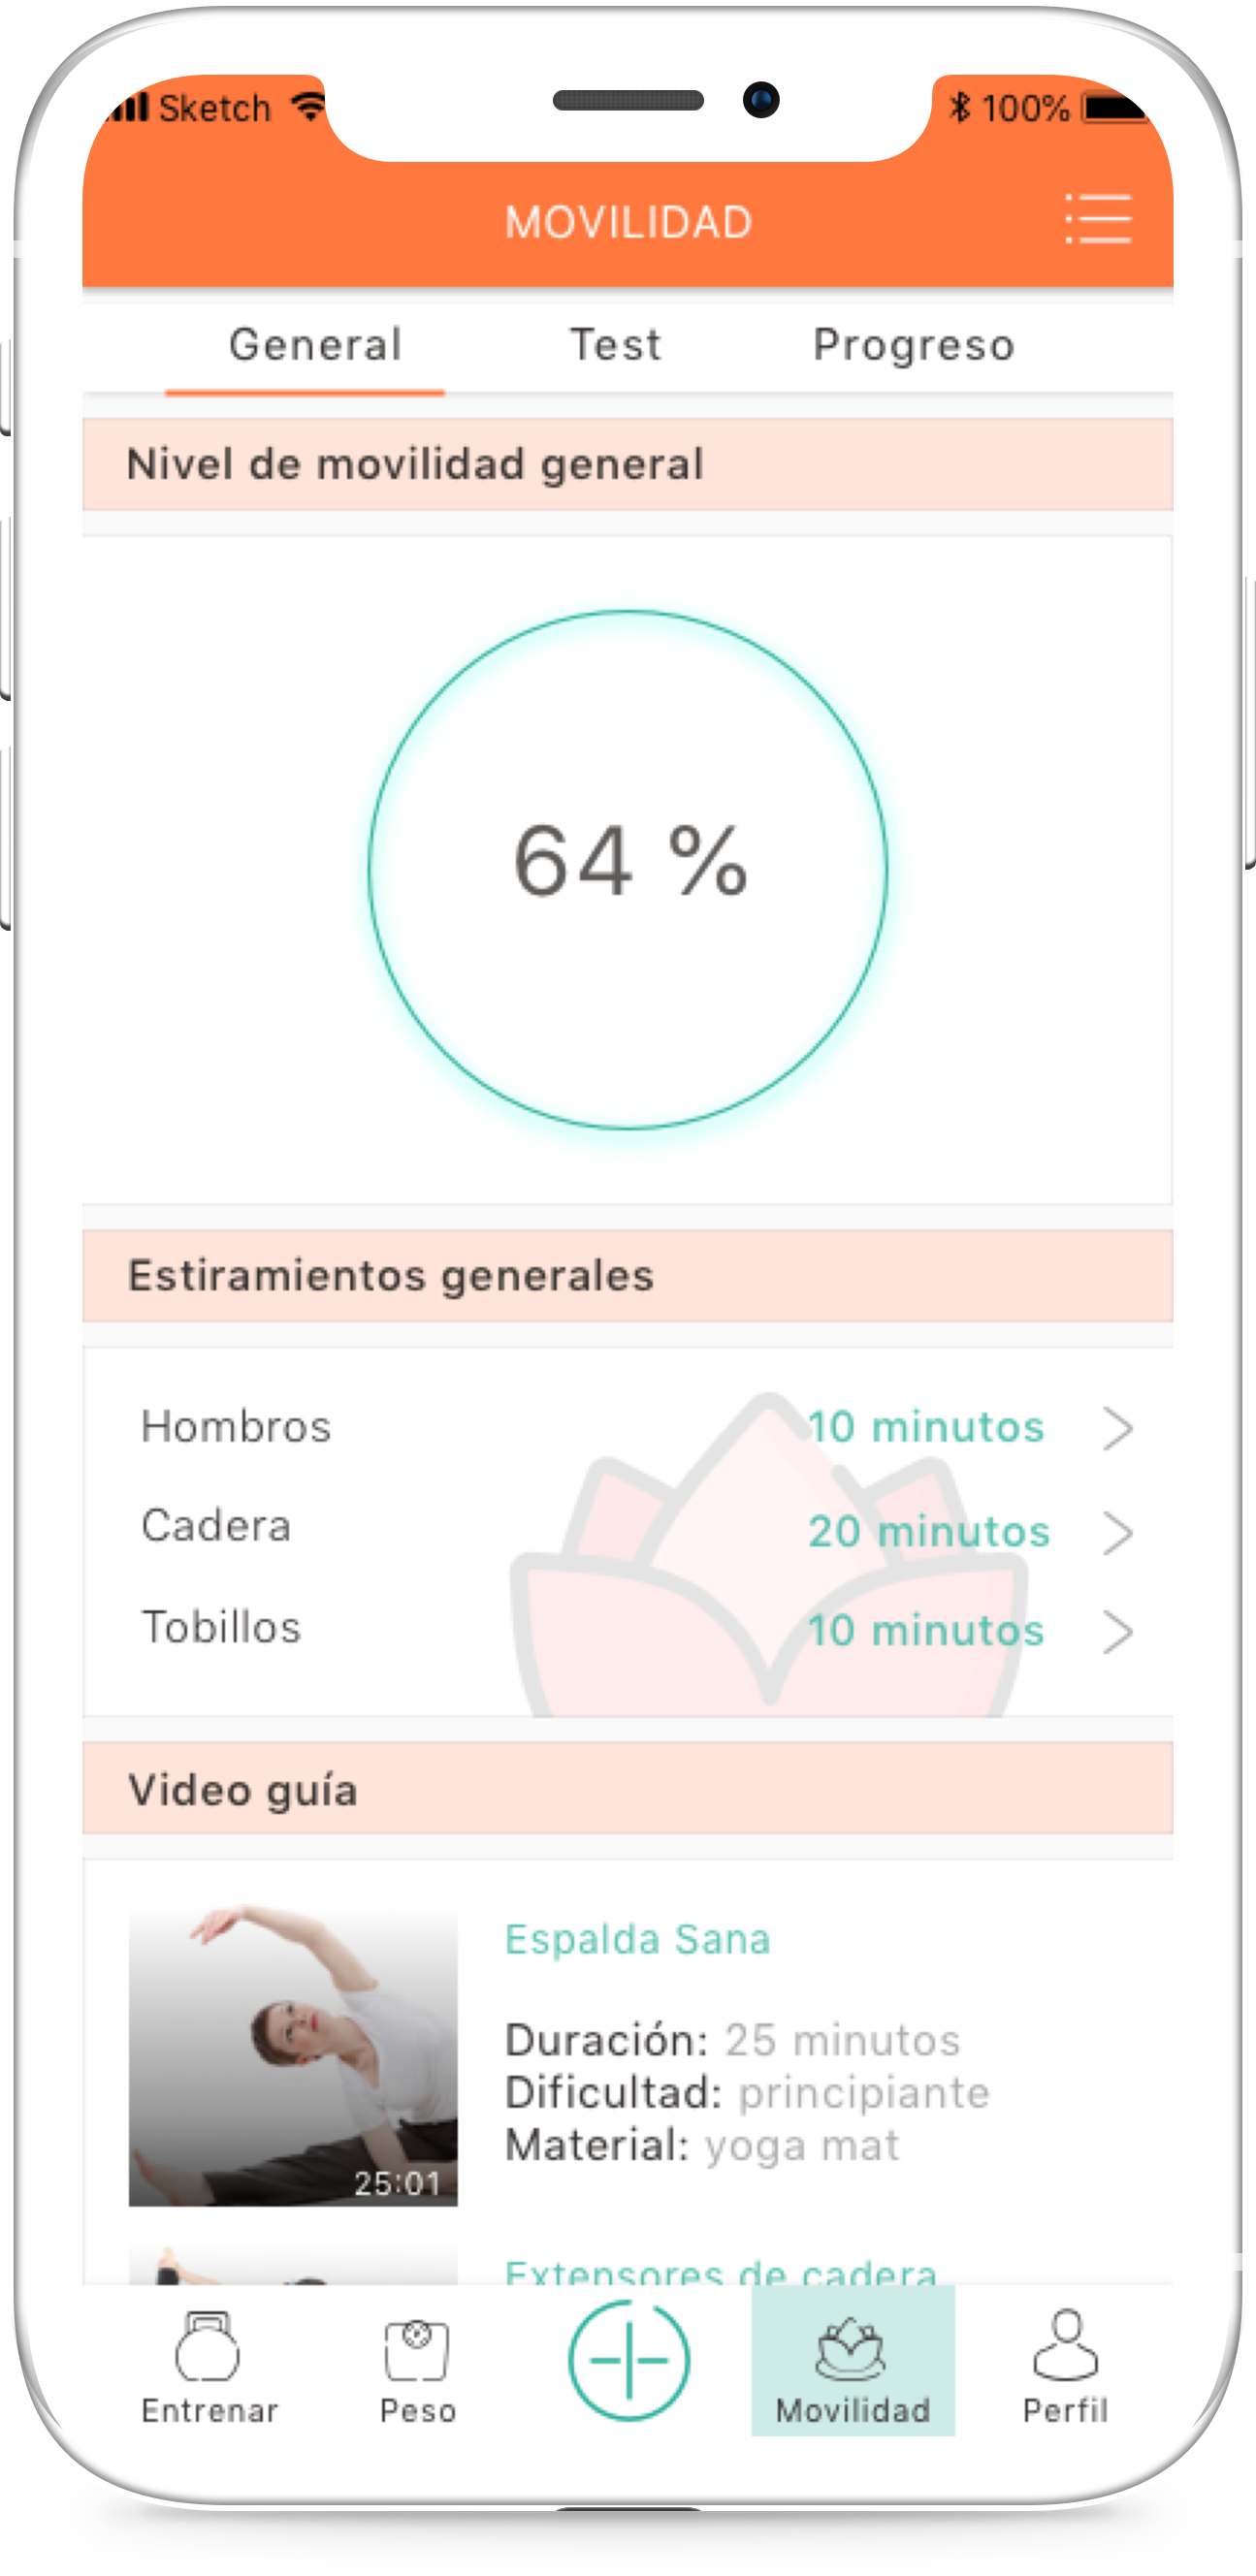 Sketch 100%
MOVILIDAD
General Test Progreso
Nivel de movilidad general
64 %
Estiramientos generales
Hombros 10 minutos
Cadera 20 minutos
Tobillos 10 minutos
Video guía
Espalda Sana
Duración: 25 minutos
Dificultad: principiante
Material: yoga mat
25:01
Extensores de cadera
Entrenar Peso Movilidad Perfil